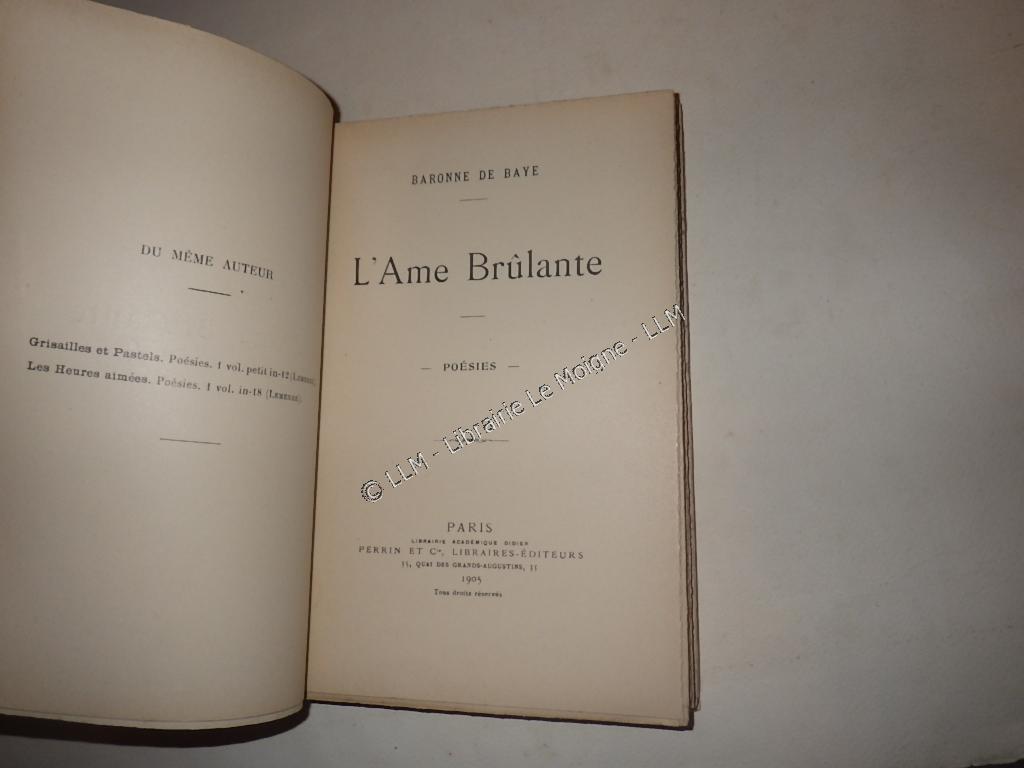 DU MÊME AUTEUR
Grisailles et Pastels. Poésies. 1 vol. petit in-12 (LEMERRE).
Les Heures aimées. Poésies. 1 vol. in-18 (LEMERRE).
BARONNE DE BAYE
L'Ame Brûlante
— POÉSIES —
© LLM - Librairie Le Moigne - LLM
PARIS
LIBRAIRIE ACADÉMIQUE DIDIER
PERRIN ET Cie, LIBRAIRES-ÉDITEURS
35, QUAI DES GRANDS-AUGUSTINS, 35
1905
Tous droits réservés